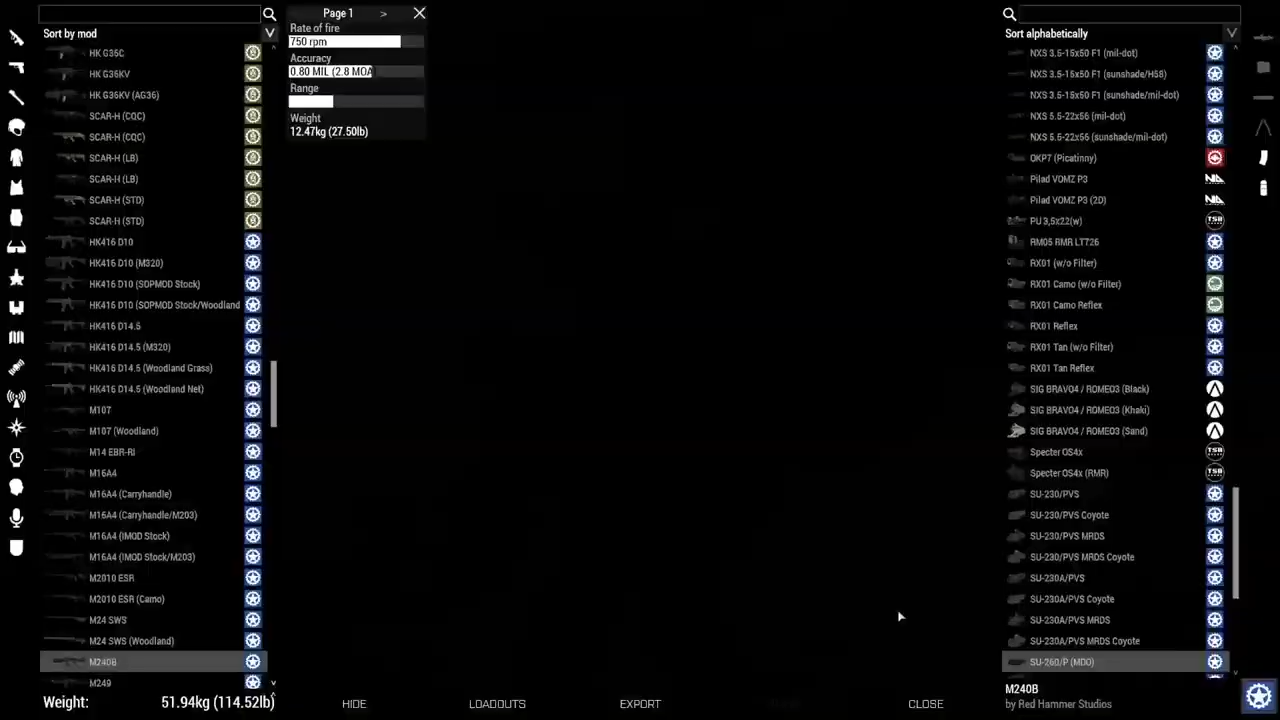 Sort by mod
HK G36C
HK G36KV
HK G36KV (AG36)
SCAR-H (CQC)
SCAR-H (CQC)
SCAR-H (LB)
SCAR-H (LB)
SCAR-H (STD)
SCAR-H (STD)
HK416 D10
HK416 D10 (M320)
HK416 D10 (SOPMOD Stock)
HK416 D10 (SOPMOD Stock/Woodland
HK416 D14.5
HK416 D14.5 (M320)
HK416 D14.5 (Woodland Grass)
HK416 D14.5 (Woodland Net)
M107
M107 (Woodland)
M14 EBR-RI
M16A4
M16A4 (Carryhandle)
M16A4 (Carryhandle/M203)
M16A4 (IMOD Stock)
M16A4 (IMOD Stock/M203)
M2010 ESR
M2010 ESR (Camo)
M24 SWS
M24 SWS (Woodland)
M240B
M249
Weight: 51.94kg (114.52lb)
Page 1 >
Rate of fire
750 rpm
Accuracy
0.80 MIL (2.8 MOA)
Range
Weight
12.47kg (27.50lb)
HIDE
LOADOUTS
EXPORT
CLOSE
Sort alphabetically
NXS 3.5-15x50 F1 (mil-dot)
NXS 3.5-15x50 F1 (sunshade/H58)
NXS 3.5-15x50 F1 (sunshade/mil-dot)
NXS 5.5-22x56 (mil-dot)
NXS 5.5-22x56 (sunshade/mil-dot)
OKP7 (Picatinny)
Pilad VOMZ P3
Pilad VOMZ P3 (2D)
PU 3,5x22(w)
TSB
RM05 RMR LT726
RX01 (w/o Filter)
RX01 Camo (w/o Filter)
RX01 Camo Reflex
RX01 Reflex
RX01 Tan (w/o Filter)
RX01 Tan Reflex
SIG BRAVO4 / ROMEO3 (Black)
SIG BRAVO4 / ROMEO3 (Khaki)
SIG BRAVO4 / ROMEO3 (Sand)
Specter OS4x
TSB
Specter OS4x (RMR)
TSB
SU-230/PVS
SU-230/PVS Coyote
SU-230/PVS MRDS
SU-230/PVS MRDS Coyote
SU-230A/PVS
SU-230A/PVS Coyote
SU-230A/PVS MRDS
SU-230A/PVS MRDS Coyote
SU-260/P (MDO)
M240B
by Red Hammer Studios